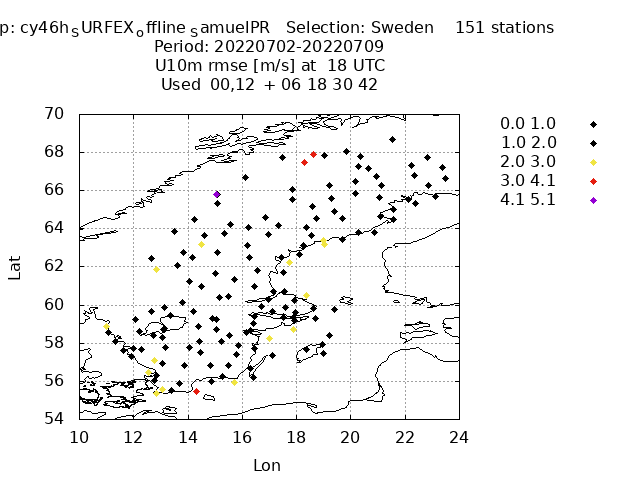 p: cy46hSURFEXoffline SamuelPR Selection: Sweden 151 stations
Period: 20220702-20220709
U10m rmse [m/s] at 18 UTC
Used 00,12 + 06 18 30 42
70
68
66
64
62
60
58
56
54
10 12 14 16 18 20 22 24
Lat
Lon
0.0 1.0
1.0 2.0
2.0 3.0
3.0 4.1
4.1 5.1